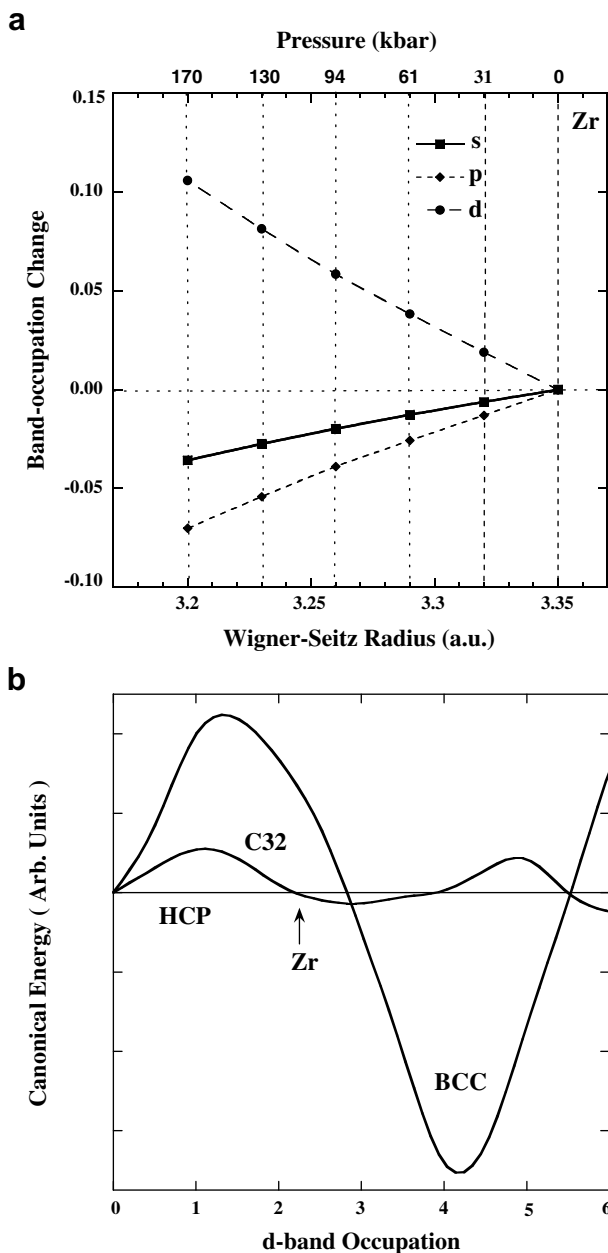 a
Pressure (kbar)
170 130 94 61 31 0
0.15
Zr
s
p
d
0.10
0.05
0.00
-0.05
-0.10
Band-occupation Change
3.2 3.25 3.3 3.35
Wigner-Seitz Radius (a.u.)
b
Canonical Energy ( Arb. Units )
C32
HCP
Zr
BCC
0 1 2 3 4 5 6
d-band Occupation